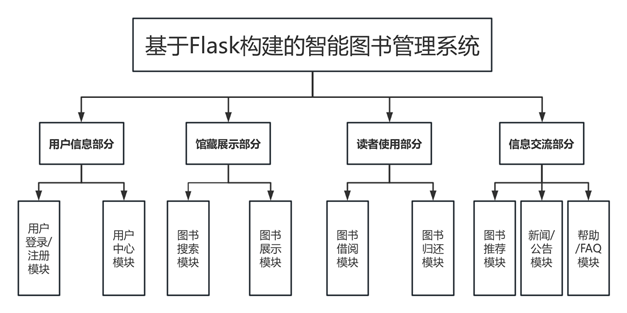 基于Flask构建的智能图书管理系统
用户信息部分
馆藏展示部分
读者使用部分
信息交流部分
用户
登录/
注册
模块
用户
中心
模块
图书
搜索
模块
图书
展示
模块
图书
借阅
模块
图书
归还
模块
图书
推荐
模块
新闻/
公告
模块
帮助
/FAQ
模块